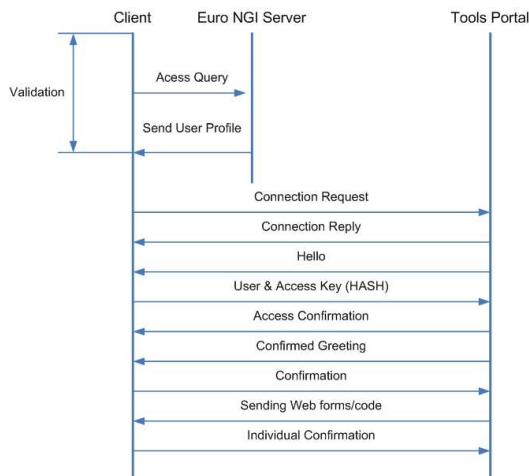 Client Euro NGI Server Tools Portal
Acess Query
Validation
Send User Profile
Connection Request
Connection Reply
Hello
User & Access Key (HASH)
Access Confirmation
Confirmed Greeting
Confirmation
Sending Web forms/code
Individual Confirmation